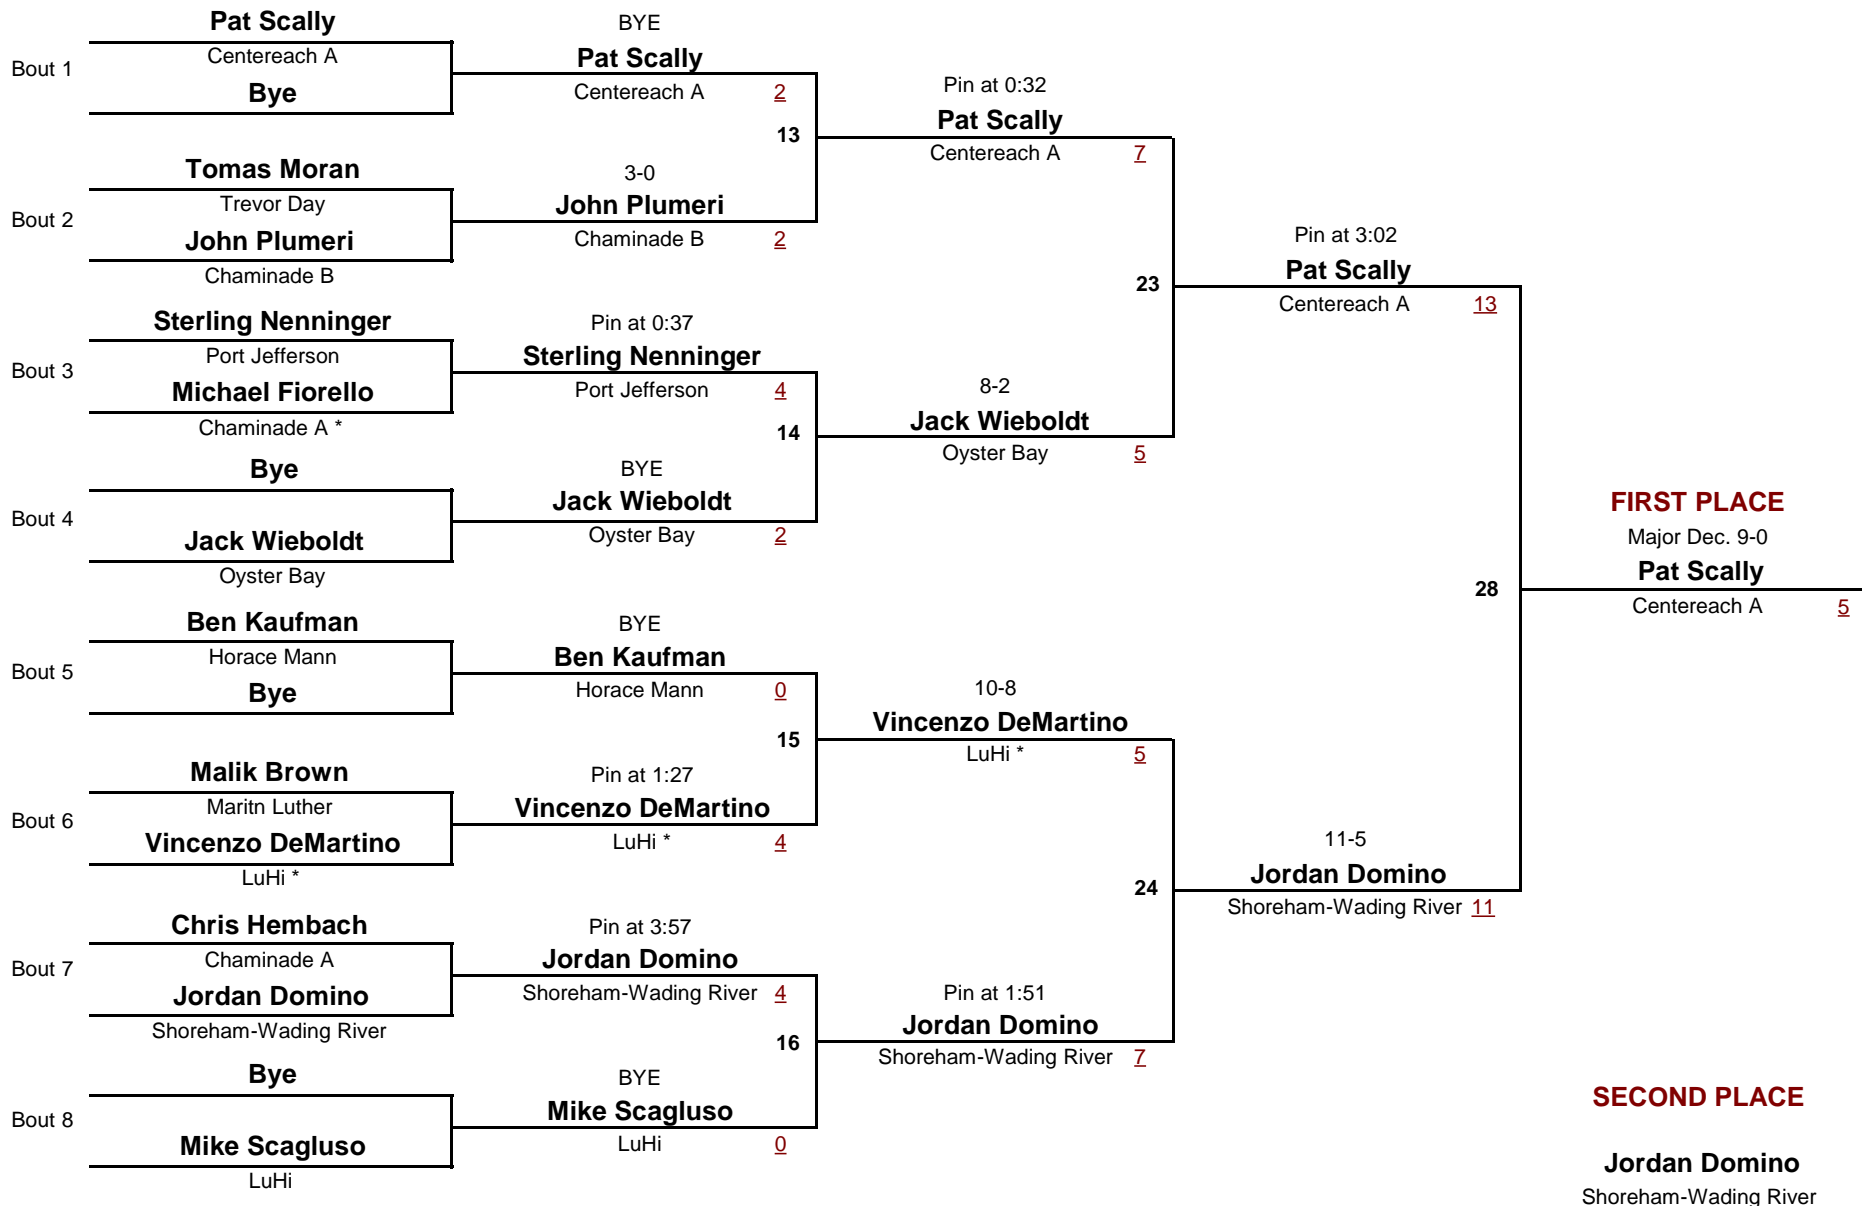 Pat Scally
Centereach A
Bout 1
Bye
Tomas Moran
Trevor Day
Bout 2
John Plumeri
Chaminade B
Sterling Nenninger
Port Jefferson
Bout 3
Michael Fiorello
Chaminade A *
Bye
Bout 4
Jack Wieboldt
Oyster Bay
Ben Kaufman
Horace Mann
Bout 5
Bye
Malik Brown
Maritn Luther
Bout 6
Vincenzo DeMartino
LuHi *
Chris Hembach
Chaminade A
Bout 7
Jordan Domino
Shoreham-Wading River
Bye
Bout 8
Mike Scagluso
LuHi
BYE
Pat Scally
Centereach A 2
13
3-0
John Plumeri
Chaminade B 2
Pin at 0:37
Sterling Nenninger
Port Jefferson 4
14
BYE
Jack Wieboldt
Oyster Bay 2
BYE
Ben Kaufman
Horace Mann 0
15
Pin at 1:27
Vincenzo DeMartino
LuHi * 4
Pin at 3:57
Jordan Domino
Shoreham-Wading River 4
16
BYE
Mike Scagluso
LuHi 0
Pin at 0:32
Pat Scally
Centereach A 7
23
8-2
Jack Wieboldt
Oyster Bay 5
10-8
Vincenzo DeMartino
LuHi * 5
24
Pin at 1:51
Jordan Domino
Shoreham-Wading River 7
Pin at 3:02
Pat Scally
Centereach A 13
28
11-5
Jordan Domino
Shoreham-Wading River 11
FIRST PLACE
Major Dec. 9-0
Pat Scally
Centereach A 5
SECOND PLACE
Jordan Domino
Shoreham-Wading River